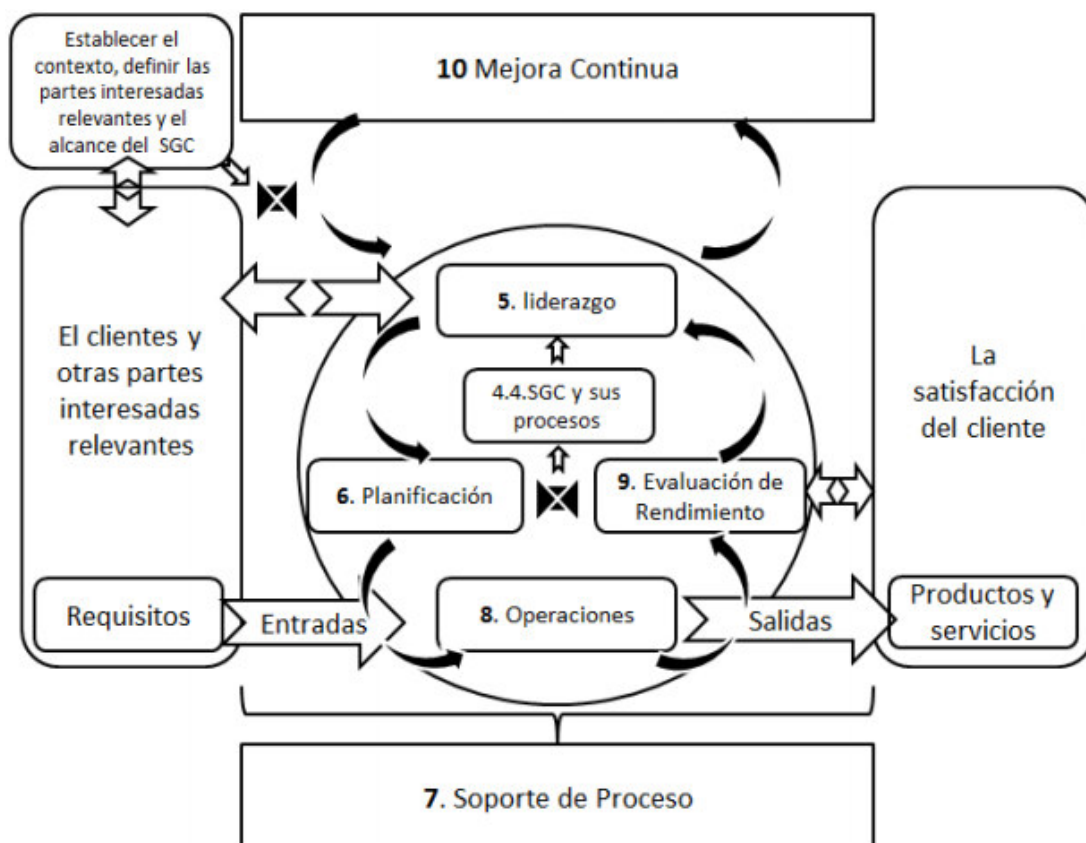 Establecer el
contexto, definir las
partes interesadas
relevantes y el
alcance del SGC
10 Mejora Continua
El clientes y
otras partes
interesadas
relevantes
5. liderazgo
4.4.SGC y sus
procesos
6. Planificación
9. Evaluación de
Rendimiento
La
satisfacción
del cliente
Requisitos
Entradas
8. Operaciones
Salidas
Productos y
servicios
7. Soporte de Proceso